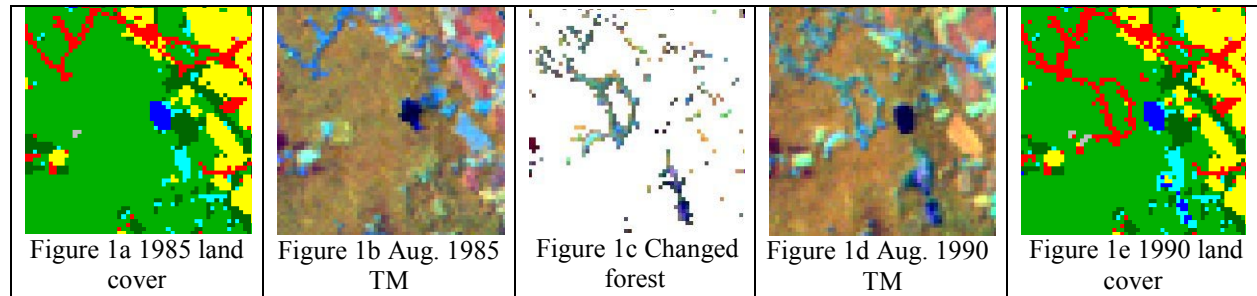 Figure 1a 1985 land
cover
Figure 1b Aug. 1985
TM
Figure 1c Changed
forest
Figure 1d Aug. 1990
TM
Figure 1e 1990 land
cover